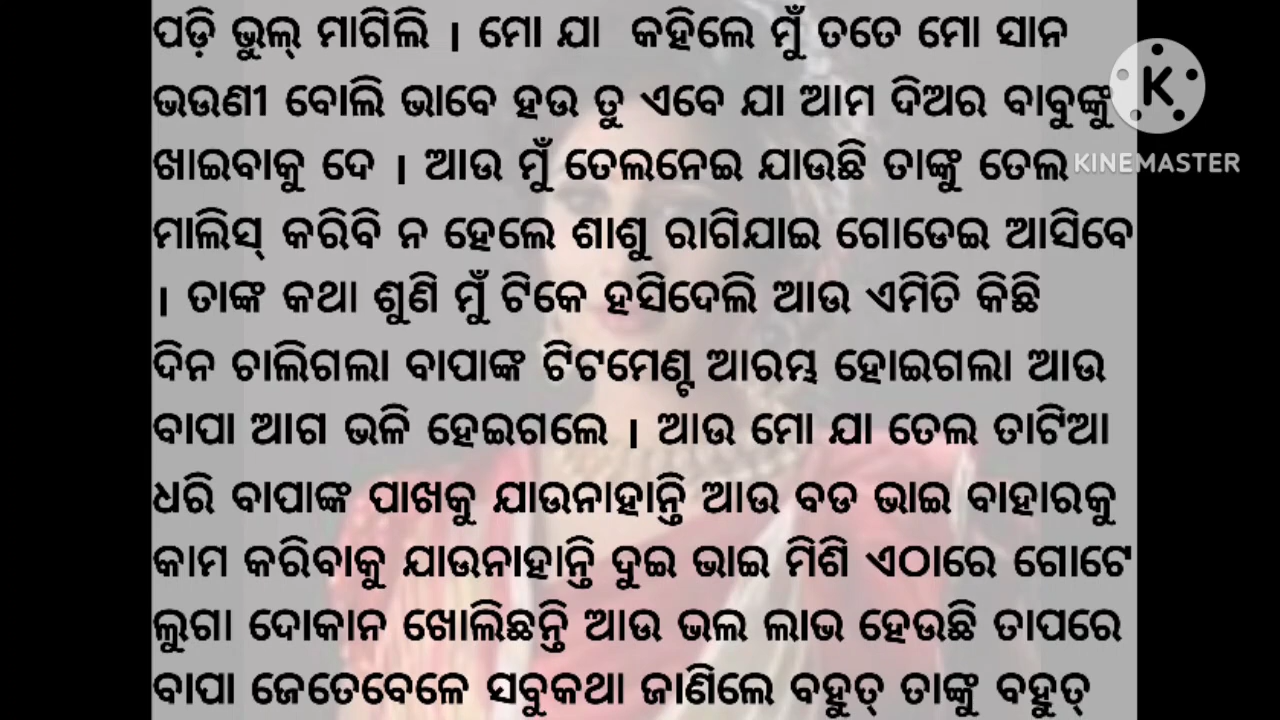 ପଡ଼ି ଭୁଲ୍ ମାଗିଲି । ମୋ ଯା କହିଲେ ମୁଁ ତତେ ମୋ ସାନ
ଭଉଣୀ ବୋଲି ଭାବେ ହଉ ତୁ ଏବେ ଯା ଆମ ଦିଅର ବାବୁଙ୍କୁ
ଖାଇବାକୁ ଦେ । ଆଉ ମୁଁ ତେଲନେଇ ଯାଉଛି ତାଙ୍କୁ ତେଲ
ମାଲିସ୍ କରିବି ନ ହେଲେ ଶାଶୁ ରାଗିଯାଇ ଗୋଡେଇ ଆସିବେ
। ତାଙ୍କ କଥା ଶୁଣି ମୁଁ ଟିକେ ହସିଦେଲି ଆଉ ଏମିତି କିଛି
ଦିନ ଚାଲିଗଲା ବାପାଙ୍କ ଟିଟମେଣ୍ଟ ଆରମ୍ଭ ହୋଇଗଲା ଆଉ
ବାପା ଆଗ ଭଳି ହେଇଗଲେ । ଆଉ ମୋ ଯା ତେଲ ତାଟିଆ
ଧରି ବାପାଙ୍କ ପାଖକୁ ଯାଉନାହାନ୍ତି ଆଉ ବଡ ଭାଇ ବାହାରକୁ
କାମ କରିବାକୁ ଯାଉନାହାନ୍ତି ଦୁଇ ଭାଇ ମିଶି ଏଠାରେ ଗୋଟେ
ଲୁଗା ଦୋକାନ ଖୋଲିଛନ୍ତି ଆଉ ଭଲ ଲାଭ ହେଉଛି ତାପରେ
ବାପା ଜେତେବେଳେ ସବୁକଥା ଜାଣିଲେ ବହୁତ୍ ତାଙ୍କୁ ବହୁତ୍
K
KINEMASTER